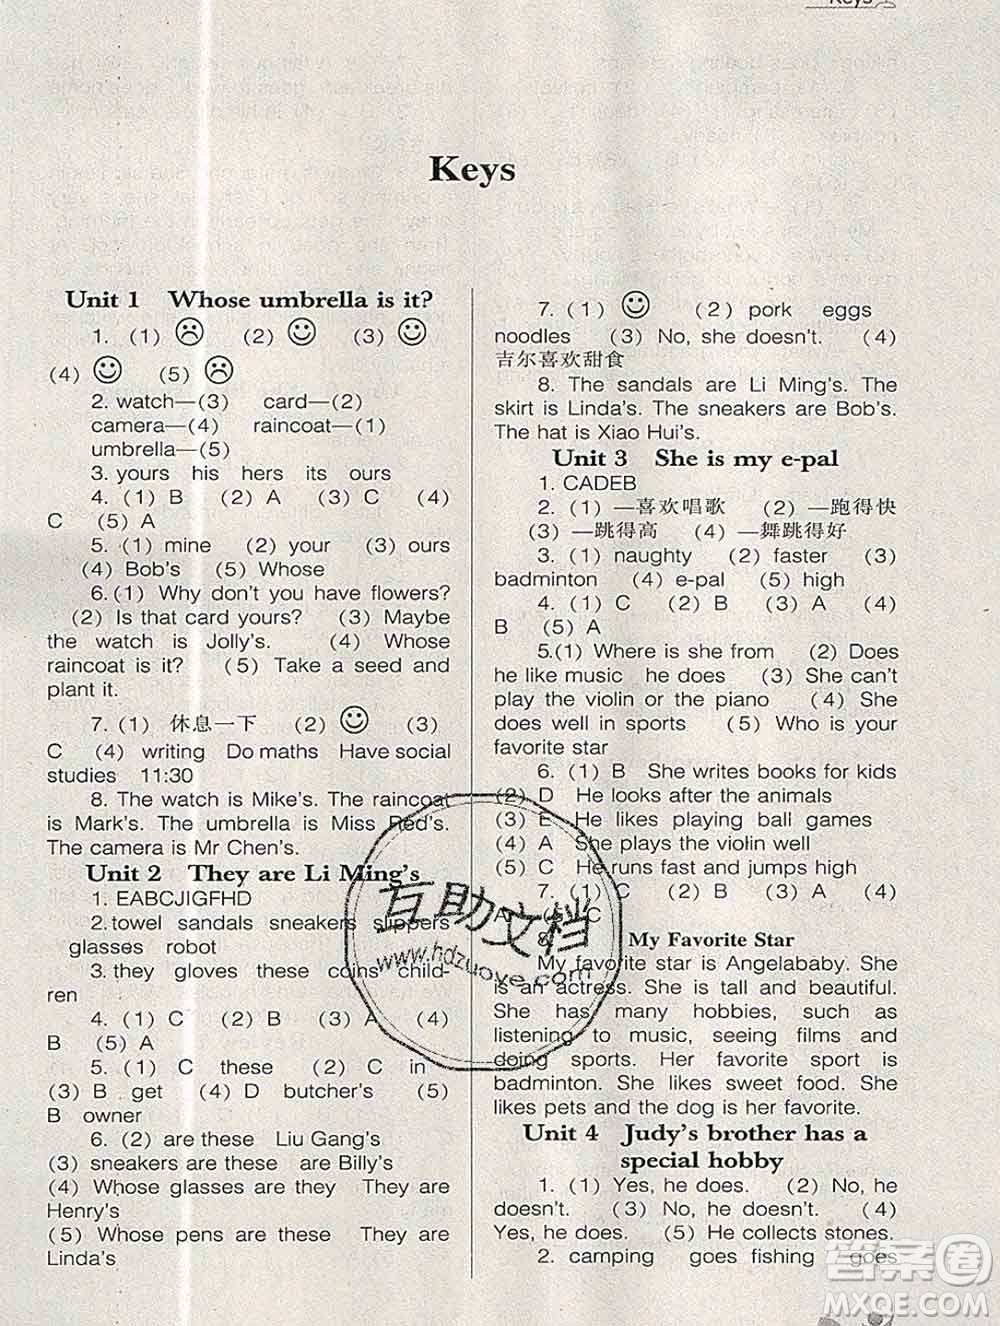 Keys
Keys
Unit 1 Whose umbrella is it?
1. (1) (2) (3)
(4) (5)
2. watch—(3) card—(2)
camera—(4) raincoat—(1)
umbrella—(5)
3. yours his hers its ours
4. (1) B (2) A (3) C (4)
C (5) A
5. (1) mine (2) your (3) ours
(4) Bob's (5) Whose
6. (1) Why don't you have flowers?
(2) Is that card yours? (3) Maybe
the watch is Jolly's. (4) Whose
raincoat is it? (5) Take a seed and
plant it.
7. (1) 休息一下 (2) (3)
C (4) writing Do maths Have social
studies 11:30
8. The watch is Mike's. The raincoat
is Mark's. The umbrella is Miss Red's.
The camera is Mr Chen's.
Unit 2 They are Li Ming's
1. EABCJIGFHD
2. towel sandals sneakers slippers
glasses robot
3. they gloves these coins child-
ren
4. (1) C (2) B (3) A (4)
B (5) A
5. (1) C these (2) C in
(3) B get (4) D butcher's (5)
B owner
6. (2) are these Liu Gang's
(3) sneakers are these are Billy's
(4) Whose glasses are they They are
Henry's
(5) Whose pens are these They are
Linda's
7. (1) (2) pork eggs
noodles (3) No, she doesn't. (4)
吉尔喜欢甜食
8. The sandals are Li Ming's. The
skirt is Linda's. The sneakers are Bob's.
The hat is Xiao Hui's.
Unit 3 She is my e-pal
1. CADEB
2. (1) —喜欢唱歌 (2) —跑得快
(3) —跳得高 (4) —舞跳得好
3. (1) naughty (2) faster (3)
badminton (4) e-pal (5) high
4. (1) C (2) B (3) A (4)
B (5) A
5.(1) Where is she from (2) Does
he like music he does (3) She can't
play the violin or the piano (4) She
does well in sports (5) Who is your
favorite star
6. (1) B She writes books for kids
(2) D He looks after the animals
(3) E He likes playing ball games
(4) A She plays the violin well
(5) C He runs fast and jumps high
7. (1) C (2) B (3) A (4)
A (5) C
8. My Favorite Star
My favorite star is Angelababy. She
is an actress. She is tall and beautiful.
She has many hobbies, such as
listening to music, seeing films and
doing sports. Her favorite sport is
badminton. She likes sweet food. She
likes pets and the dog is her favorite.
Unit 4 Judy's brother has a
special hobby
1. (1) Yes, he does. (2) No, he
doesn't. (3) No, he doesn't. (4)
Yes, he does. (5) He collects stones.
2. camping goes fishing goes
互助文档
www.hdzuoye.com
答案圈
MXQE.COM